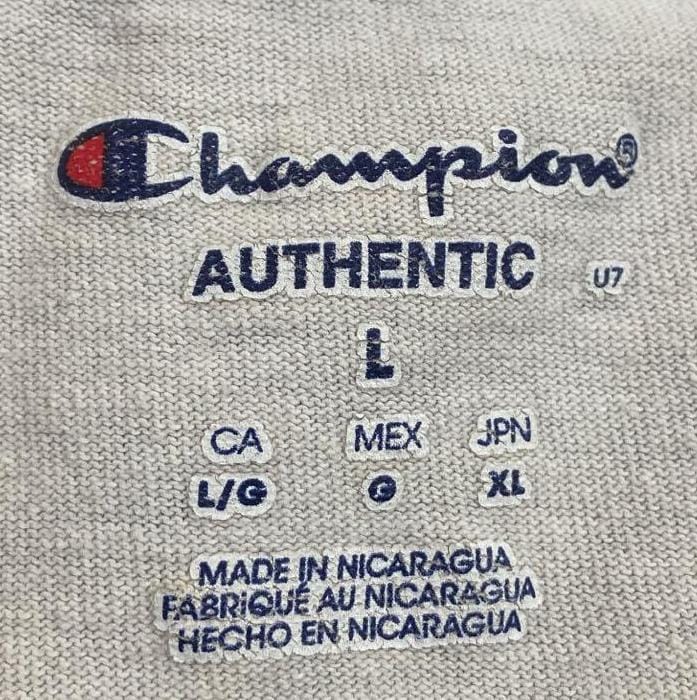 Champion®
AUTHENTIC
U7
L
CA MEX JPN
L/G G XL
MADE IN NICARAGUA
FABRIQUÉ AU NICARAGUA
HECHO EN NICARAGUA